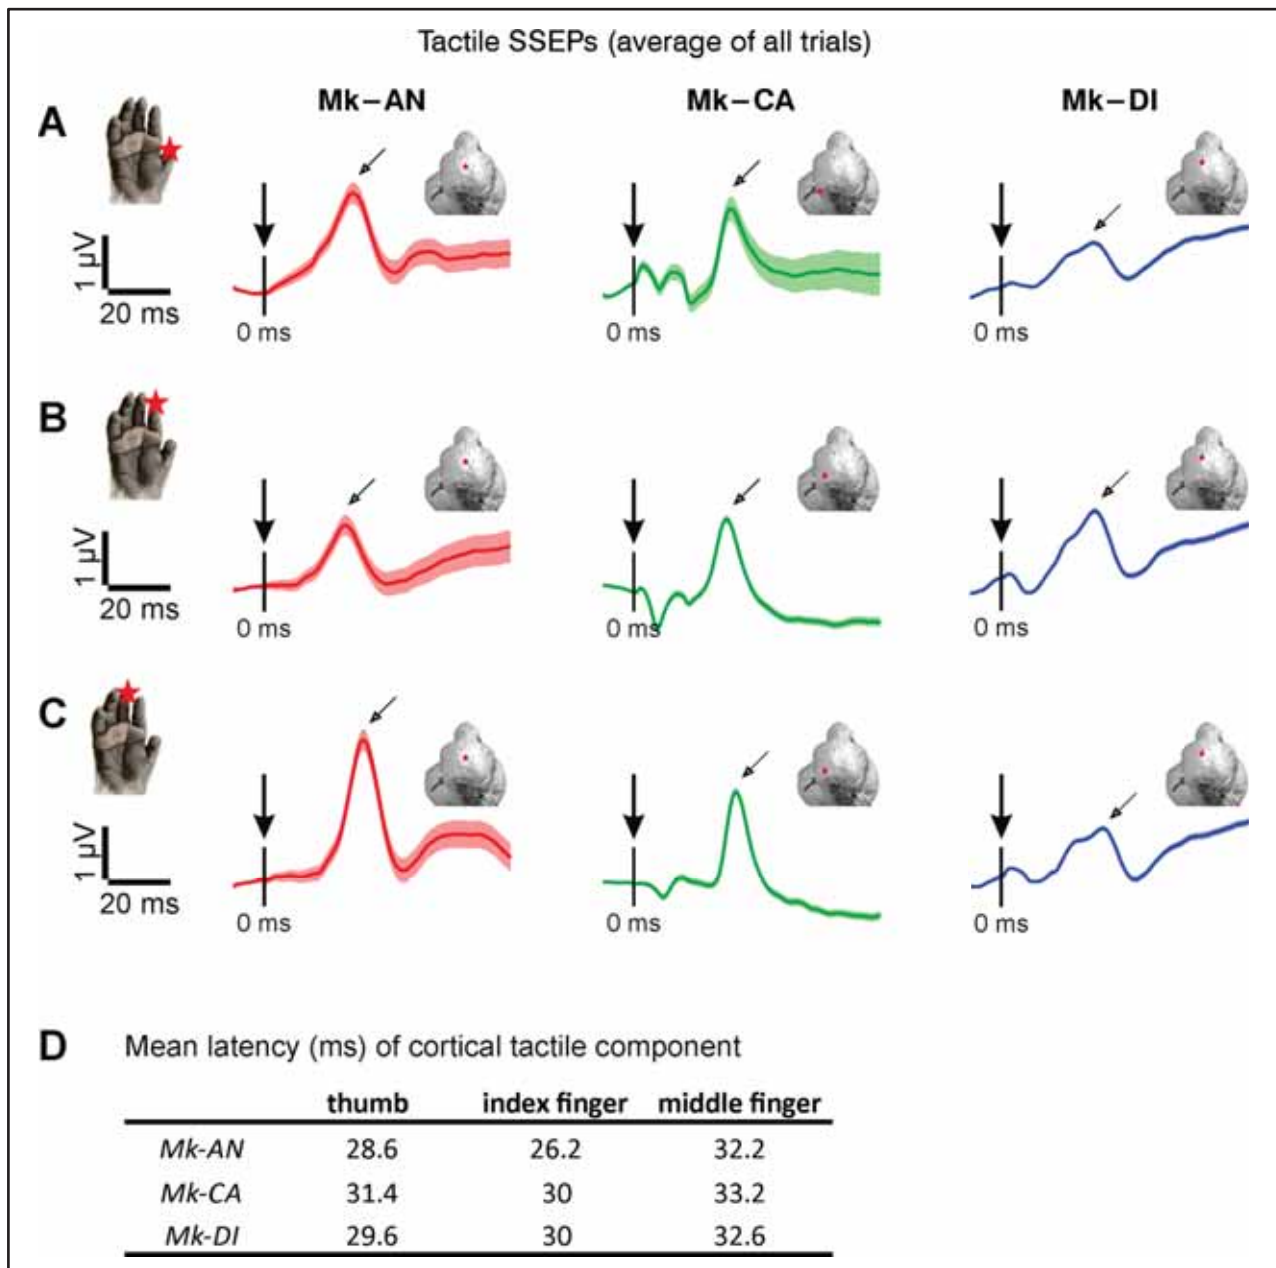 Tactile SSEPs (average of all trials)
Mk–AN Mk–CA Mk–DI
A
1 µV
20 ms
0 ms 0 ms 0 ms
B
1 µV
20 ms
0 ms 0 ms 0 ms
C
1 µV
20 ms
0 ms 0 ms 0 ms
D Mean latency (ms) of cortical tactile component
thumb index finger middle finger
Mk-AN 28.6 26.2 32.2
Mk-CA 31.4 30 33.2
Mk-DI 29.6 30 32.6